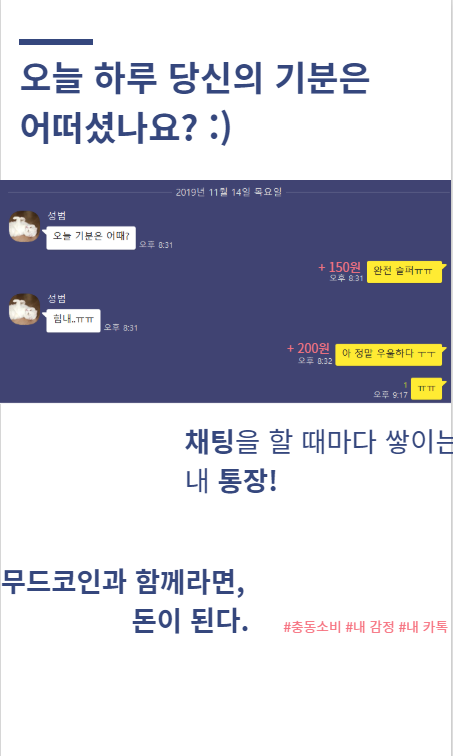 오늘 하루 당신의 기분은
어떠셨나요? :)
2019년 11월 14일 목요일
성범
오늘 기분은 어때?
오후 8:31
+ 150원
완전 슬퍼ㅠㅠ
오후 8:31
성범
힘내..ㅠㅠ
오후 8:31
+ 200원
아 정말 우울하다 ㅜㅜ
오후 8:32
1
ㅠㅠ
오후 9:17
채팅을 할 때마다 쌓이는
내 통장!
무드코인과 함께라면,
돈이 된다.
#충동소비 #내 감정 #내 카톡